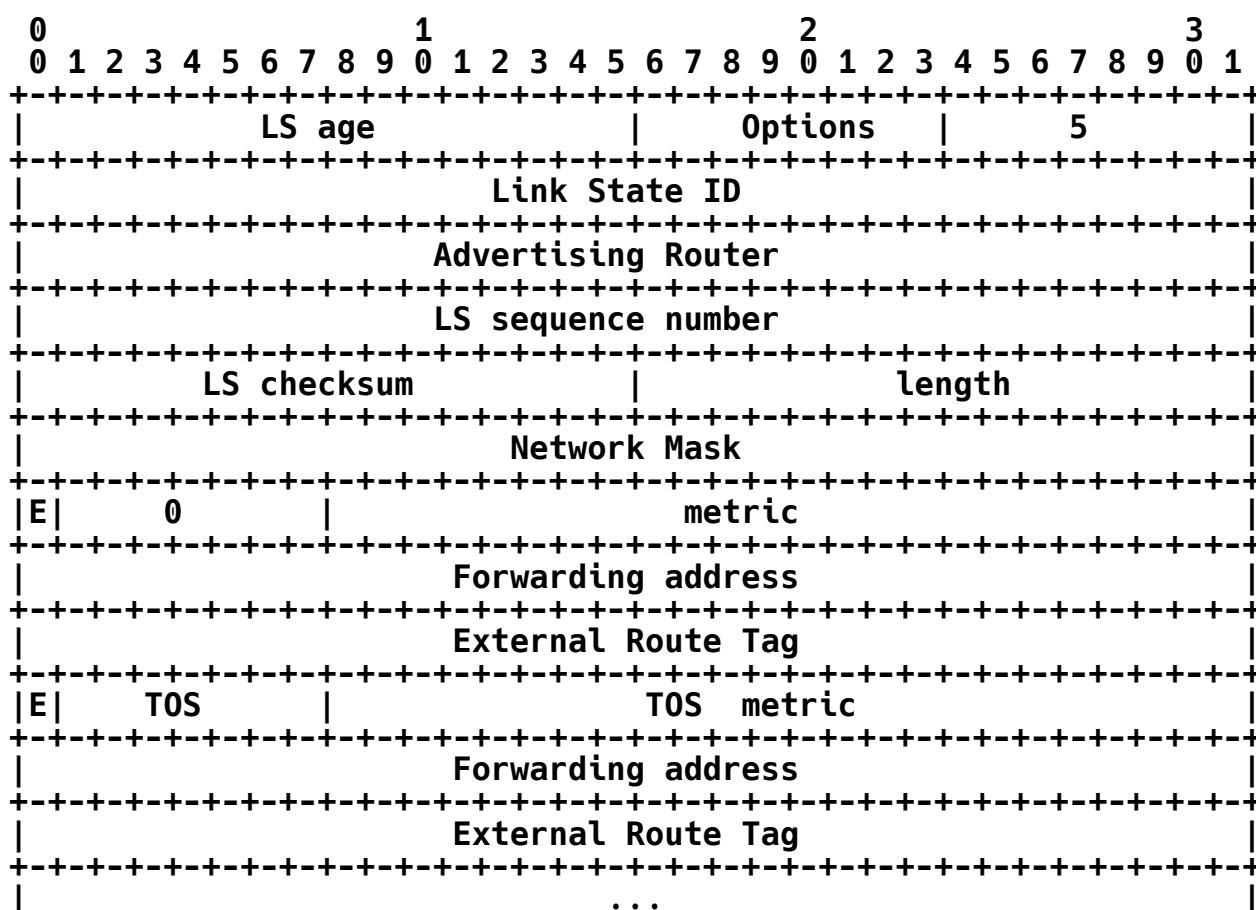 0                   1                   2                   3
 0 1 2 3 4 5 6 7 8 9 0 1 2 3 4 5 6 7 8 9 0 1 2 3 4 5 6 7 8 9 0 1
+-+-+-+-+-+-+-+-+-+-+-+-+-+-+-+-+-+-+-+-+-+-+-+-+-+-+-+-+-+-+-+-+
|            LS age             |     Options   |      5        |
+-+-+-+-+-+-+-+-+-+-+-+-+-+-+-+-+-+-+-+-+-+-+-+-+-+-+-+-+-+-+-+-+
|                        Link State ID                          |
+-+-+-+-+-+-+-+-+-+-+-+-+-+-+-+-+-+-+-+-+-+-+-+-+-+-+-+-+-+-+-+-+
|                     Advertising Router                        |
+-+-+-+-+-+-+-+-+-+-+-+-+-+-+-+-+-+-+-+-+-+-+-+-+-+-+-+-+-+-+-+-+
|                     LS sequence number                        |
+-+-+-+-+-+-+-+-+-+-+-+-+-+-+-+-+-+-+-+-+-+-+-+-+-+-+-+-+-+-+-+-+
|         LS checksum           |             length            |
+-+-+-+-+-+-+-+-+-+-+-+-+-+-+-+-+-+-+-+-+-+-+-+-+-+-+-+-+-+-+-+-+
|                         Network Mask                          |
+-+-+-+-+-+-+-+-+-+-+-+-+-+-+-+-+-+-+-+-+-+-+-+-+-+-+-+-+-+-+-+-+
|E|     0       |                  metric                       |
+-+-+-+-+-+-+-+-+-+-+-+-+-+-+-+-+-+-+-+-+-+-+-+-+-+-+-+-+-+-+-+-+
|                      Forwarding address                       |
+-+-+-+-+-+-+-+-+-+-+-+-+-+-+-+-+-+-+-+-+-+-+-+-+-+-+-+-+-+-+-+-+
|                      External Route Tag                       |
+-+-+-+-+-+-+-+-+-+-+-+-+-+-+-+-+-+-+-+-+-+-+-+-+-+-+-+-+-+-+-+-+
|E|    TOS      |                TOS  metric                    |
+-+-+-+-+-+-+-+-+-+-+-+-+-+-+-+-+-+-+-+-+-+-+-+-+-+-+-+-+-+-+-+-+
|                      Forwarding address                       |
+-+-+-+-+-+-+-+-+-+-+-+-+-+-+-+-+-+-+-+-+-+-+-+-+-+-+-+-+-+-+-+-+
|                      External Route Tag                       |
+-+-+-+-+-+-+-+-+-+-+-+-+-+-+-+-+-+-+-+-+-+-+-+-+-+-+-+-+-+-+-+-+
|                              ...                              |